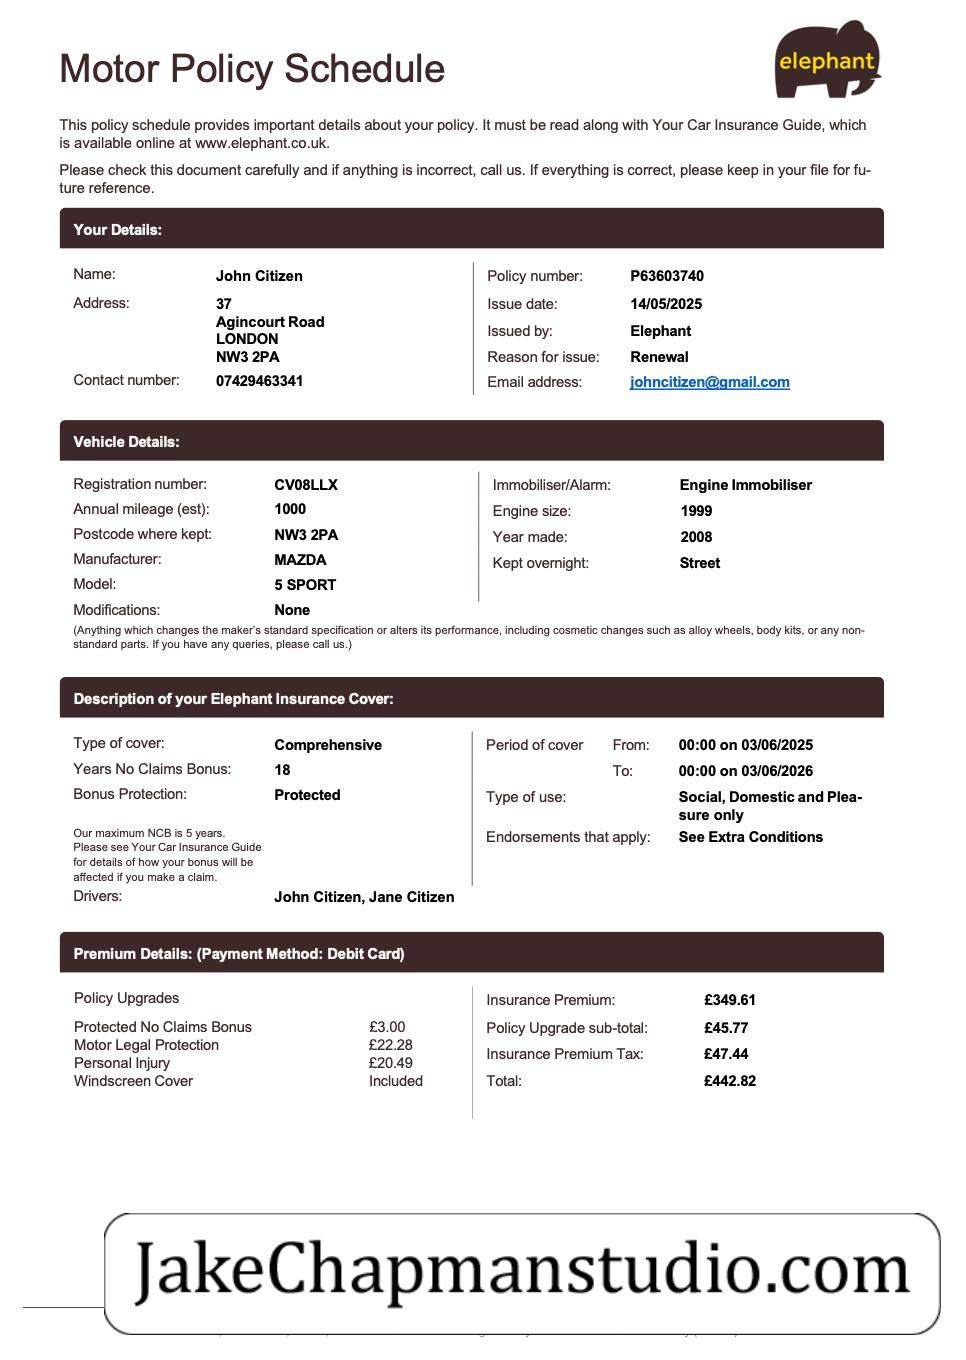 Motor Policy Schedule
elephant
This policy schedule provides important details about your policy. It must be read along with Your Car Insurance Guide, which
is available online at www.elephant.co.uk.
Please check this document carefully and if anything is incorrect, call us. If everything is correct, please keep in your file for fu-
ture reference.
Your Details:
Name: John Citizen
Address: 37
Agincourt Road
LONDON
NW3 2PA
Contact number: 07429463341
Policy number: P63603740
Issue date: 14/05/2025
Issued by: Elephant
Reason for issue: Renewal
Email address: johncitizen@gmail.com
Vehicle Details:
Registration number: CV08LLX
Annual mileage (est): 1000
Postcode where kept: NW3 2PA
Manufacturer: MAZDA
Model: 5 SPORT
Modifications: None
Immobiliser/Alarm: Engine Immobiliser
Engine size: 1999
Year made: 2008
Kept overnight: Street
(Anything which changes the maker's standard specification or alters its performance, including cosmetic changes such as alloy wheels, body kits, or any non-
standard parts. If you have any queries, please call us.)
Description of your Elephant Insurance Cover:
Type of cover: Comprehensive
Years No Claims Bonus: 18
Bonus Protection: Protected
Our maximum NCB is 5 years.
Please see Your Car Insurance Guide
for details of how your bonus will be
affected if you make a claim.
Drivers: John Citizen, Jane Citizen
Period of cover From: 00:00 on 03/06/2025
To: 00:00 on 03/06/2026
Type of use: Social, Domestic and Plea-
sure only
Endorsements that apply: See Extra Conditions
Premium Details: (Payment Method: Debit Card)
Policy Upgrades
Protected No Claims Bonus £3.00
Motor Legal Protection £22.28
Personal Injury £20.49
Windscreen Cover Included
Insurance Premium: £349.61
Policy Upgrade sub-total: £45.77
Insurance Premium Tax: £47.44
Total: £442.82
JakeChapmanstudio.com